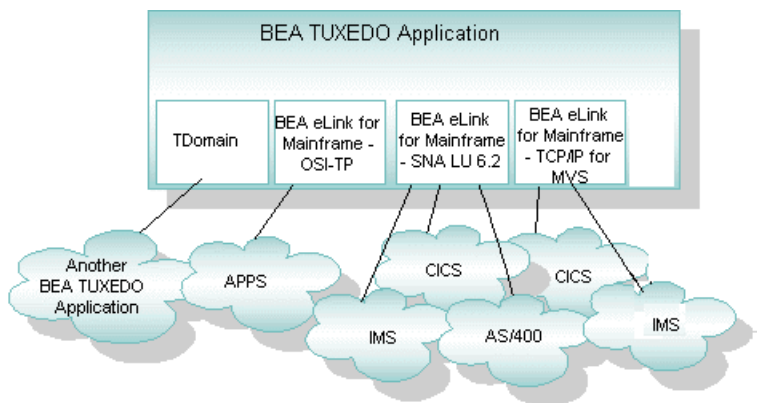 BEA TUXEDO Application
TDomain
BEA eLink for
Mainframe -
OSI-TP
BEA eLink
for Mainframe
- SNA LU 6.2
BEA eLink
for Mainframe
- TCP/IP for
MVS
Another
BEA TUXEDO
Application
APPS
CICS
CICS
IMS
AS/400
IMS